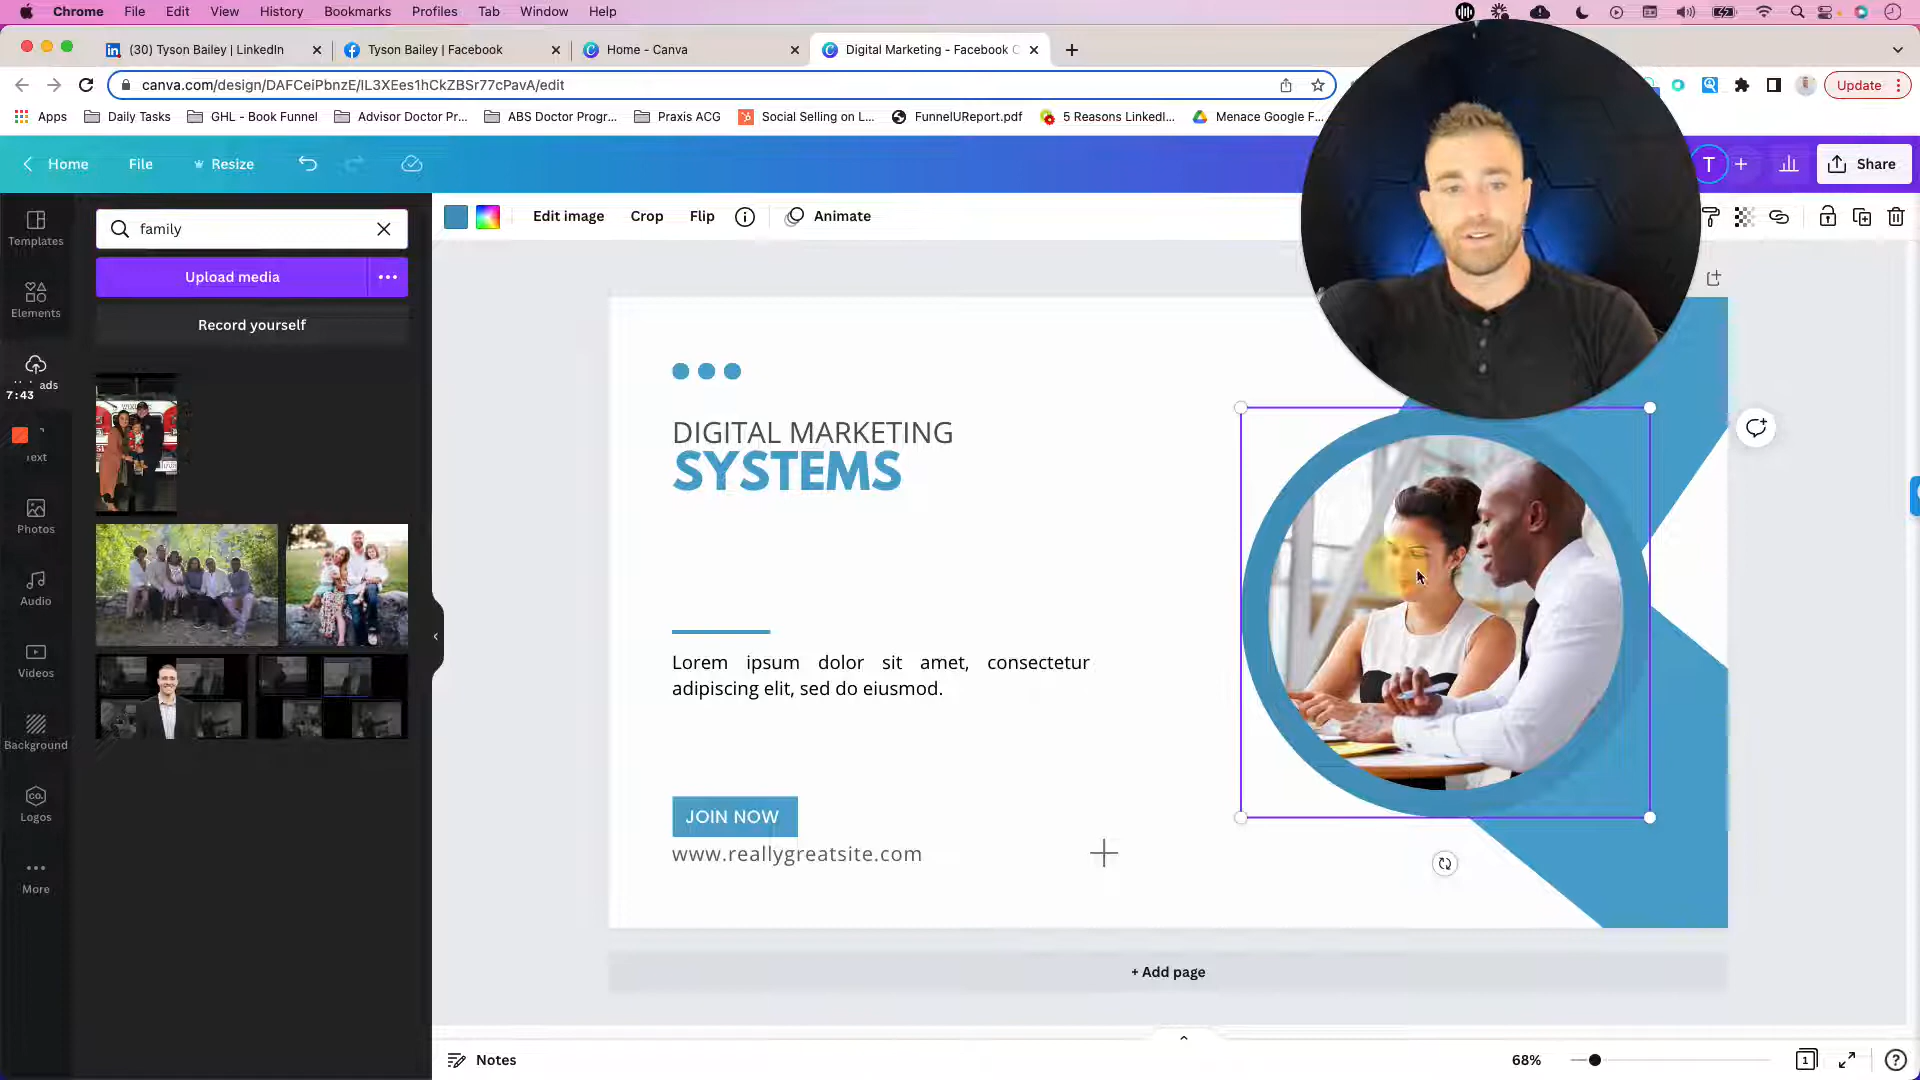 Chrome File Edit View History Bookmarks Profiles Tab Window Help
(30) Tyson Bailey | LinkedIn
Tyson Bailey | Facebook
Home - Canva
Digital Marketing - Facebook C
canva.com/design/DAFCeiPbnzE/lL3XEes1hCkZBSr77cPavA/edit
Update
Apps
Daily Tasks
GHL - Book Funnel
Advisor Doctor Pr...
ABS Doctor Progr...
Praxis ACG
Social Selling on L...
FunnelUReport.pdf
5 Reasons LinkedI...
Menace Google F...
Home
File
Resize
T
Share
Templates
Elements
ads
7:43
Text
Photos
Audio
Videos
Background
CO.
Logos
More
family
Upload media
Record yourself
Edit image
Crop
Flip
Animate
DIGITAL MARKETING
SYSTEMS
Lorem ipsum dolor sit amet, consectetur
adipiscing elit, sed do eiusmod.
JOIN NOW
www.reallygreatsite.com
+ Add page
Notes
68%
1